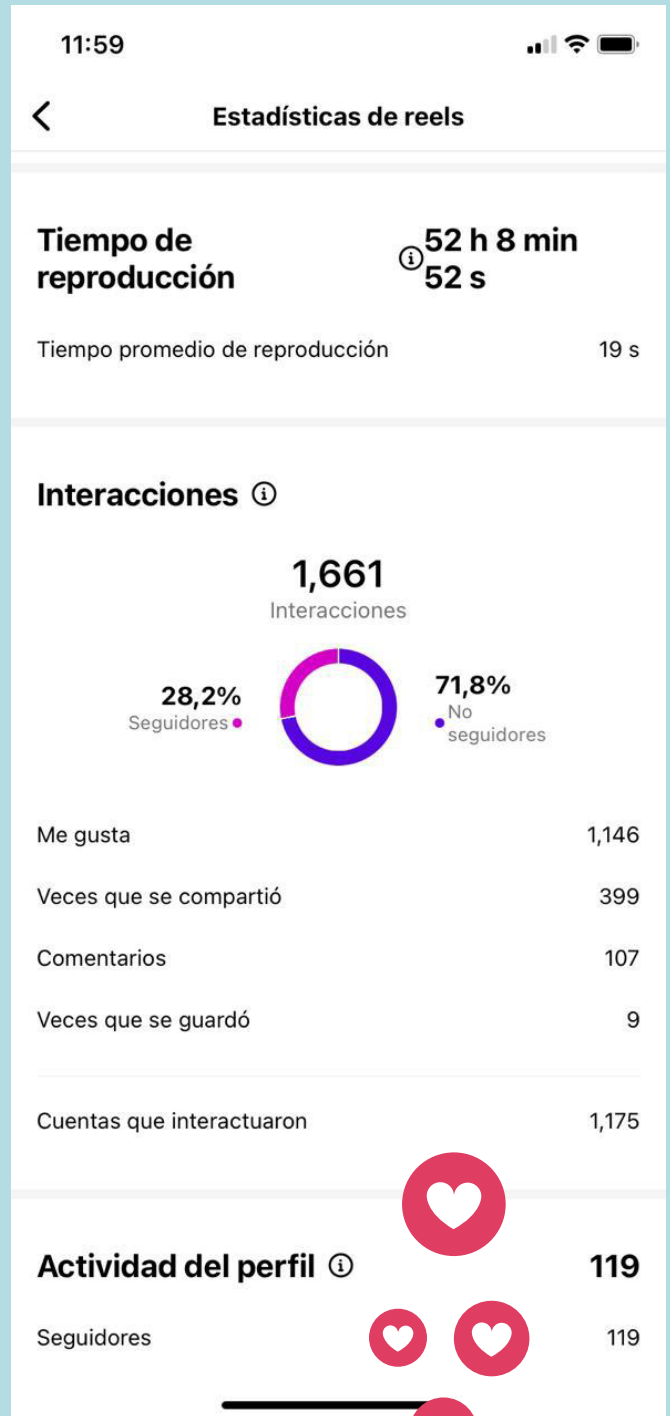 11:59
Estadísticas de reels
Tiempo de
reproducción
52 h 8 min
52 s
Tiempo promedio de reproducción 19 s
Interacciones
1,661
Interacciones
28,2%
Seguidores
71,8%
No
seguidores
Me gusta 1,146
Veces que se compartió 399
Comentarios 107
Veces que se guardó 9
Cuentas que interactuaron 1,175
Actividad del perfil 119
Seguidores 119